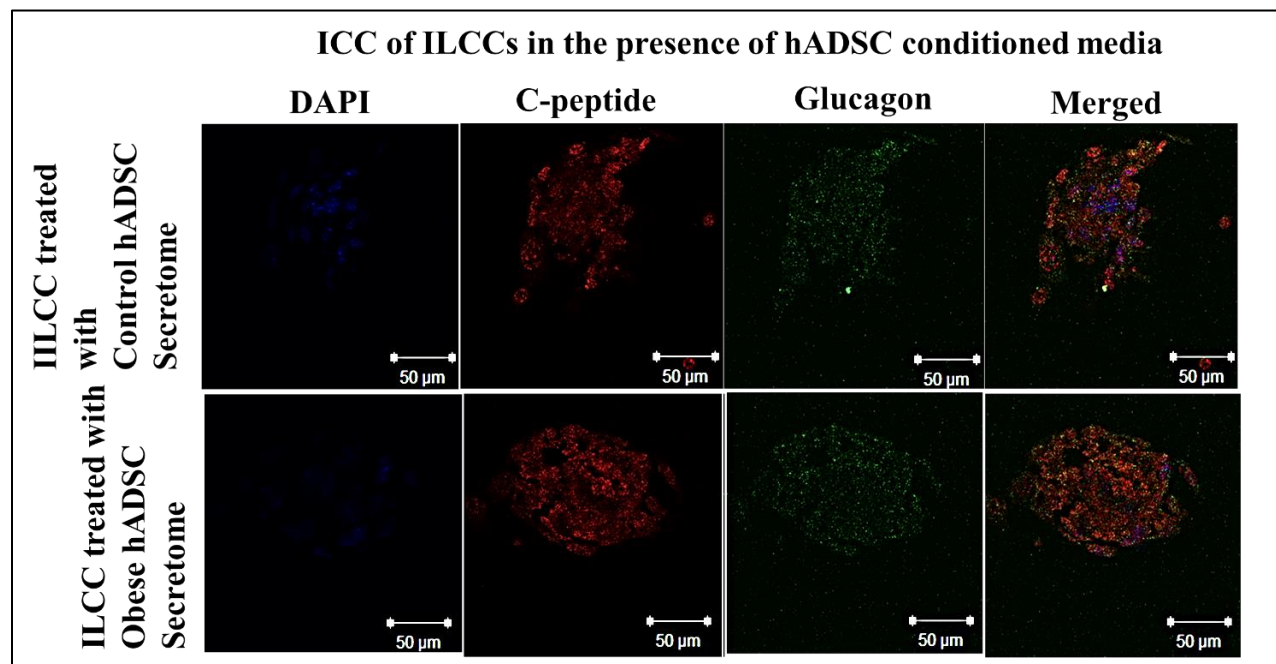 ICC of ILCCs in the presence of hADSC conditioned media
DAPI C-peptide Glucagon Merged
IILCC treated
with
Control hADSC
Secretome
50 µm 50 µm 50 µm 50 µm
ILCC treated with
Obese hADSC
Secretome
50 µm 50 µm 50 µm 50 µm